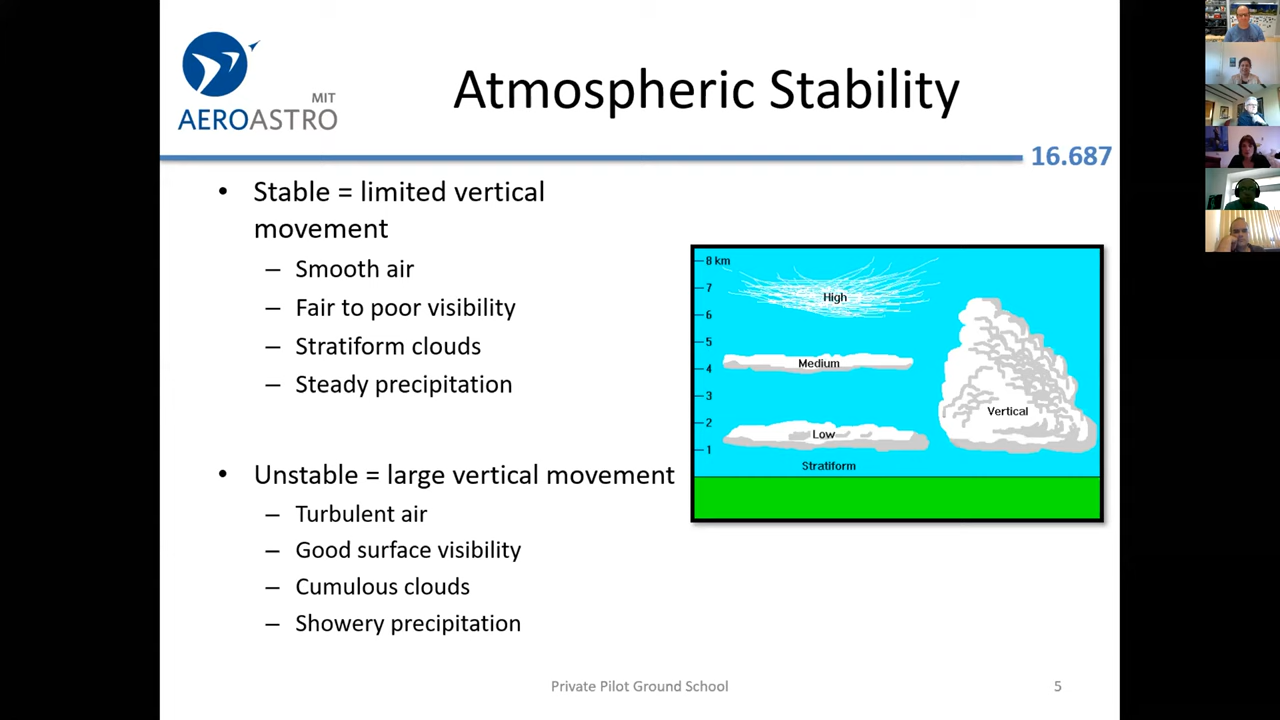 MIT
AEROASTRO
Atmospheric Stability
16.687
• Stable = limited vertical
movement
– Smooth air
– Fair to poor visibility
– Stratiform clouds
– Steady precipitation
• Unstable = large vertical movement
– Turbulent air
– Good surface visibility
– Cumulous clouds
– Showery precipitation
8 km
7
6
5
4
3
2
1
High
Medium
Low
Stratiform
Vertical
Private Pilot Ground School
5